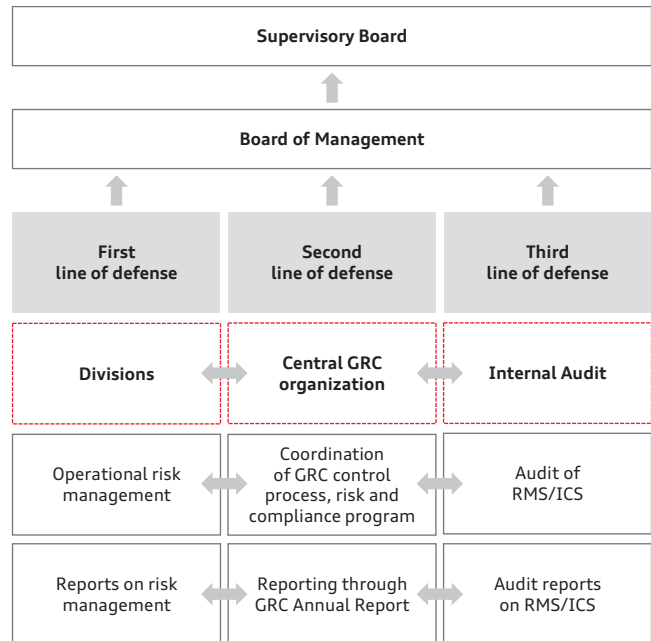 Supervisory Board
Board of Management
First
line of defense
Second
line of defense
Third
line of defense
Divisions
Central GRC
organization
Internal Audit
Operational risk
management
Coordination
of GRC control
process, risk and
compliance program
Audit of
RMS/ICS
Reports on risk
management
Reporting through
GRC Annual Report
Audit reports
on RMS/ICS